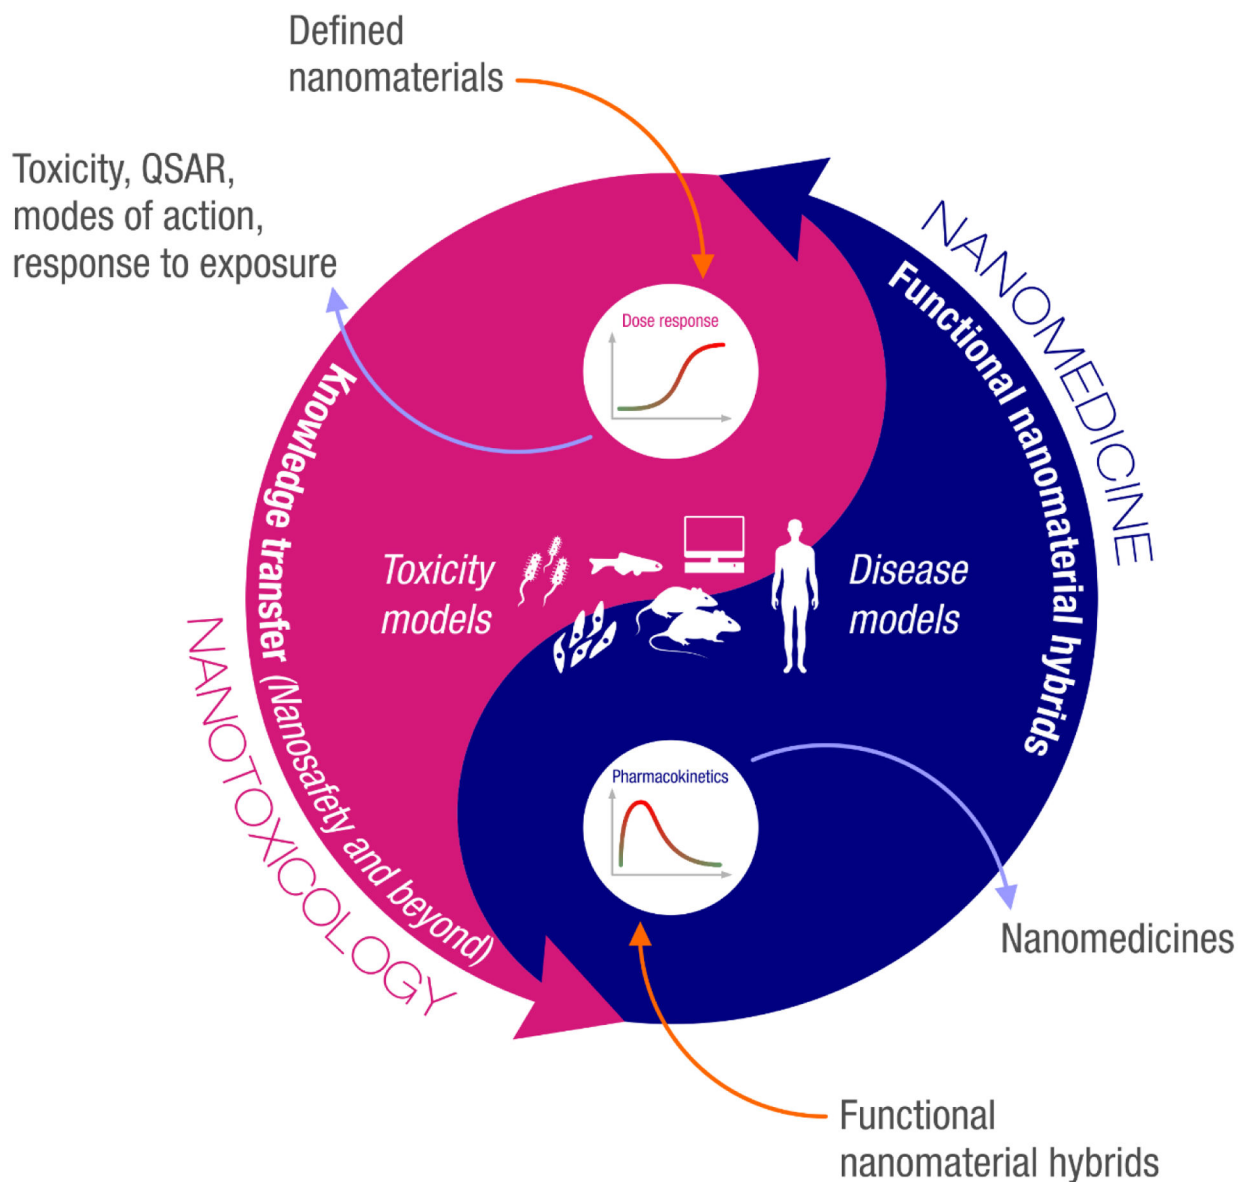 Defined
nanomaterials
Toxicity, QSAR,
modes of action,
response to exposure
NANOMEDICINE
Functional nanomaterial hybrids
Dose response
Knowledge transfer (Nanosafety and beyond)
NANOTOXICOLOGY
Toxicity
models
Disease
models
Pharmacokinetics
Nanomedicines
Functional
nanomaterial hybrids